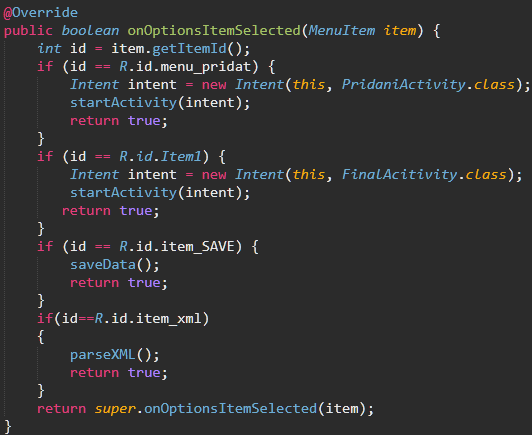 @Override
public boolean onOptionsItemSelected(MenuItem item) {
    int id = item.getItemId();
    if (id == R.id.menu_pridat) {
        Intent intent = new Intent(this, PridaniActivity.class);
        startActivity(intent);
        return true;
    }
    if (id == R.id.Item1) {
        Intent intent = new Intent(this, FinalAcitivity.class);
        startActivity(intent);
       return true;
    }
    if (id == R.id.item_SAVE) {
        saveData();
        return true;
    }
    if(id==R.id.item_xml)
    {
        parseXML();
        return true;
    }
    return super.onOptionsItemSelected(item);
}